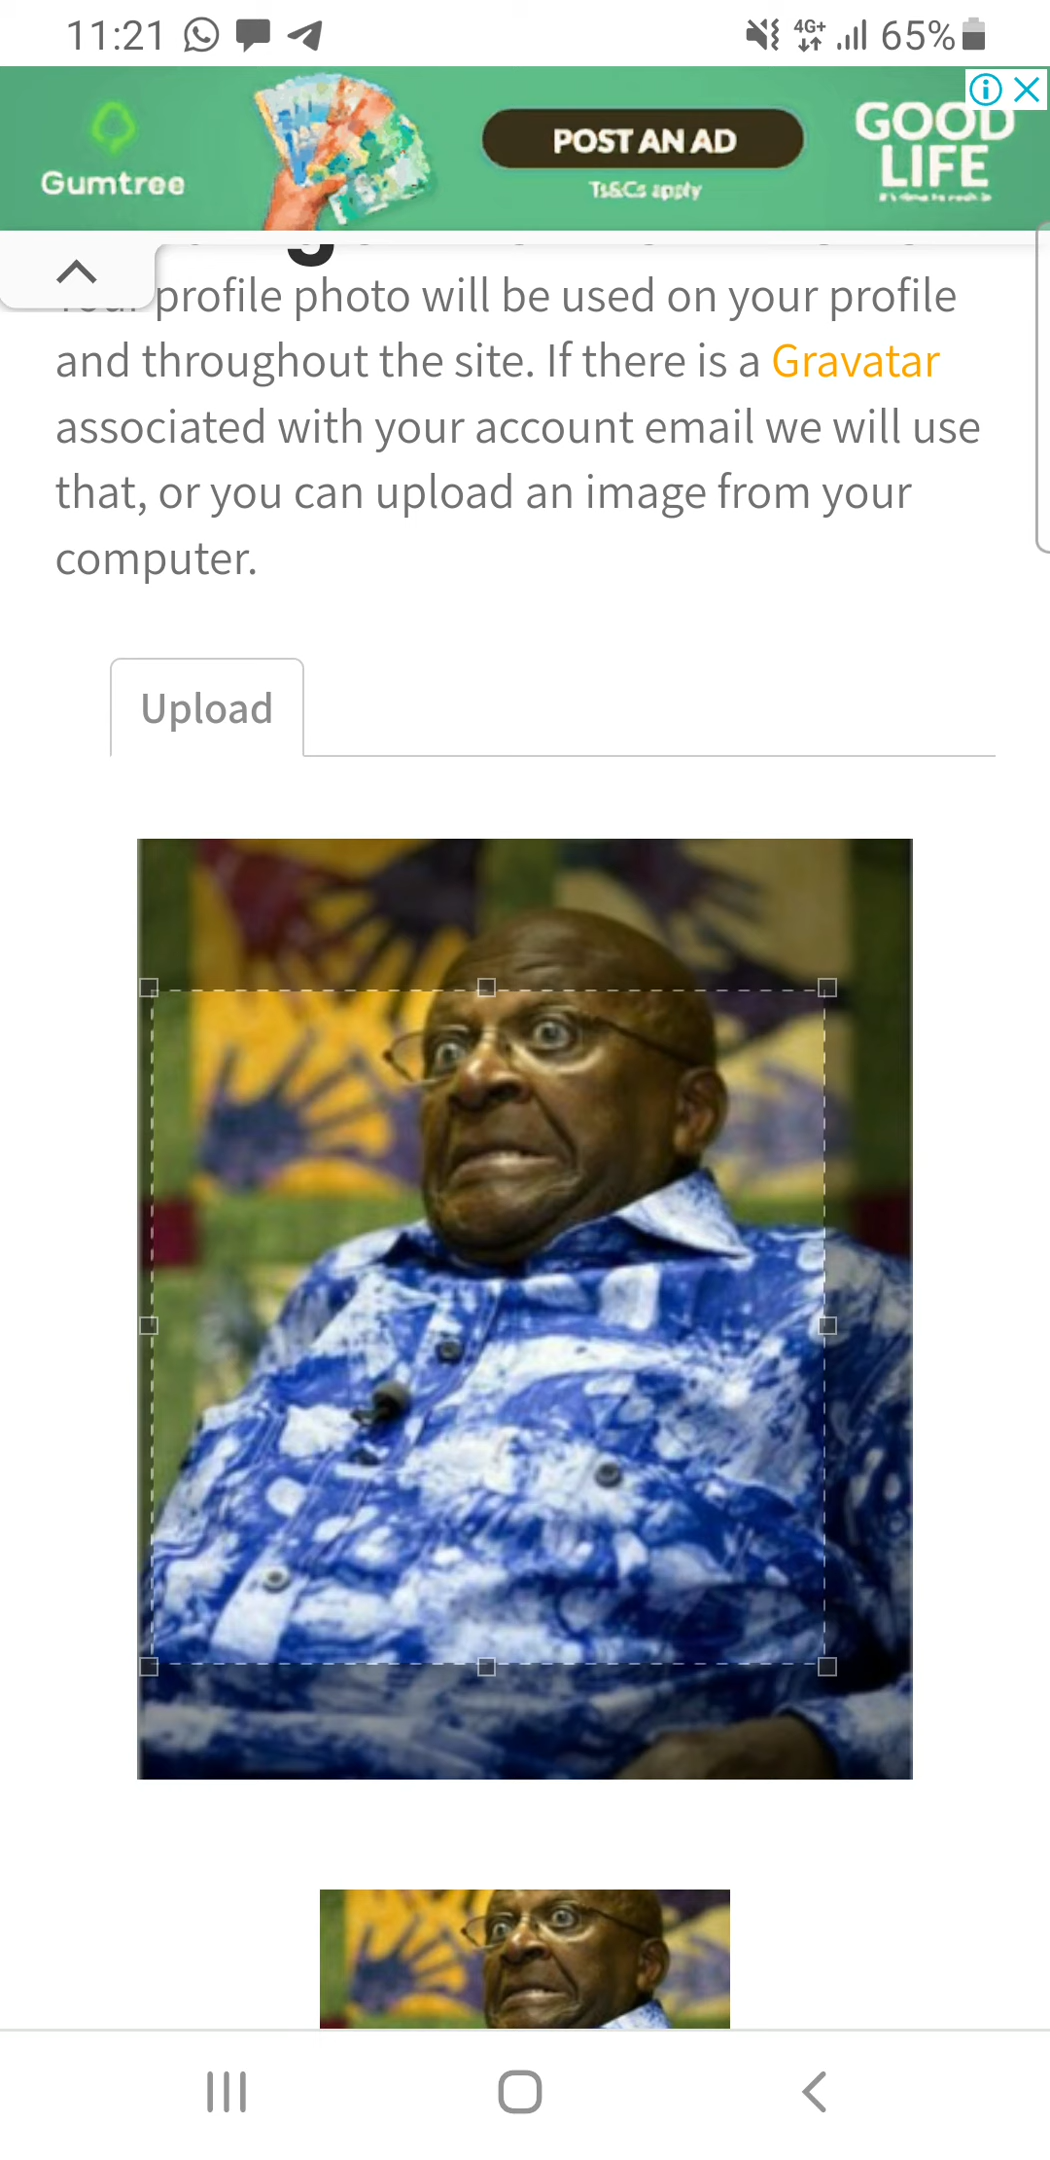 11:21
4G+
65%
Gumtree
POST AN AD
Ts&Cs apply
GOOD
LIFE
profile photo will be used on your profile
and throughout the site. If there is a Gravatar
associated with your account email we will use
that, or you can upload an image from your
computer.
Upload